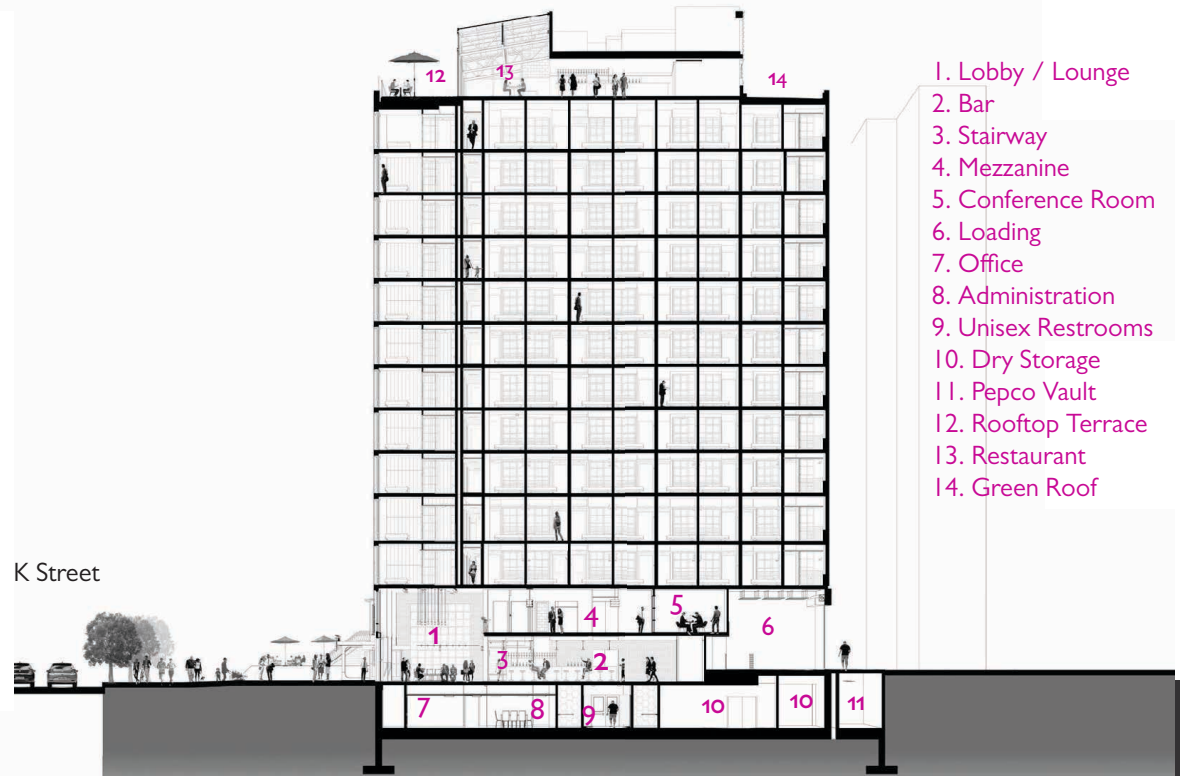 12
13
14
1. Lobby / Lounge
2. Bar
3. Stairway
4. Mezzanine
5. Conference Room
6. Loading
7. Office
8. Administration
9. Unisex Restrooms
10. Dry Storage
11. Pepco Vault
12. Rooftop Terrace
13. Restaurant
14. Green Roof
K Street
1
4
5
6
3
2
7
8
9
10
10
11